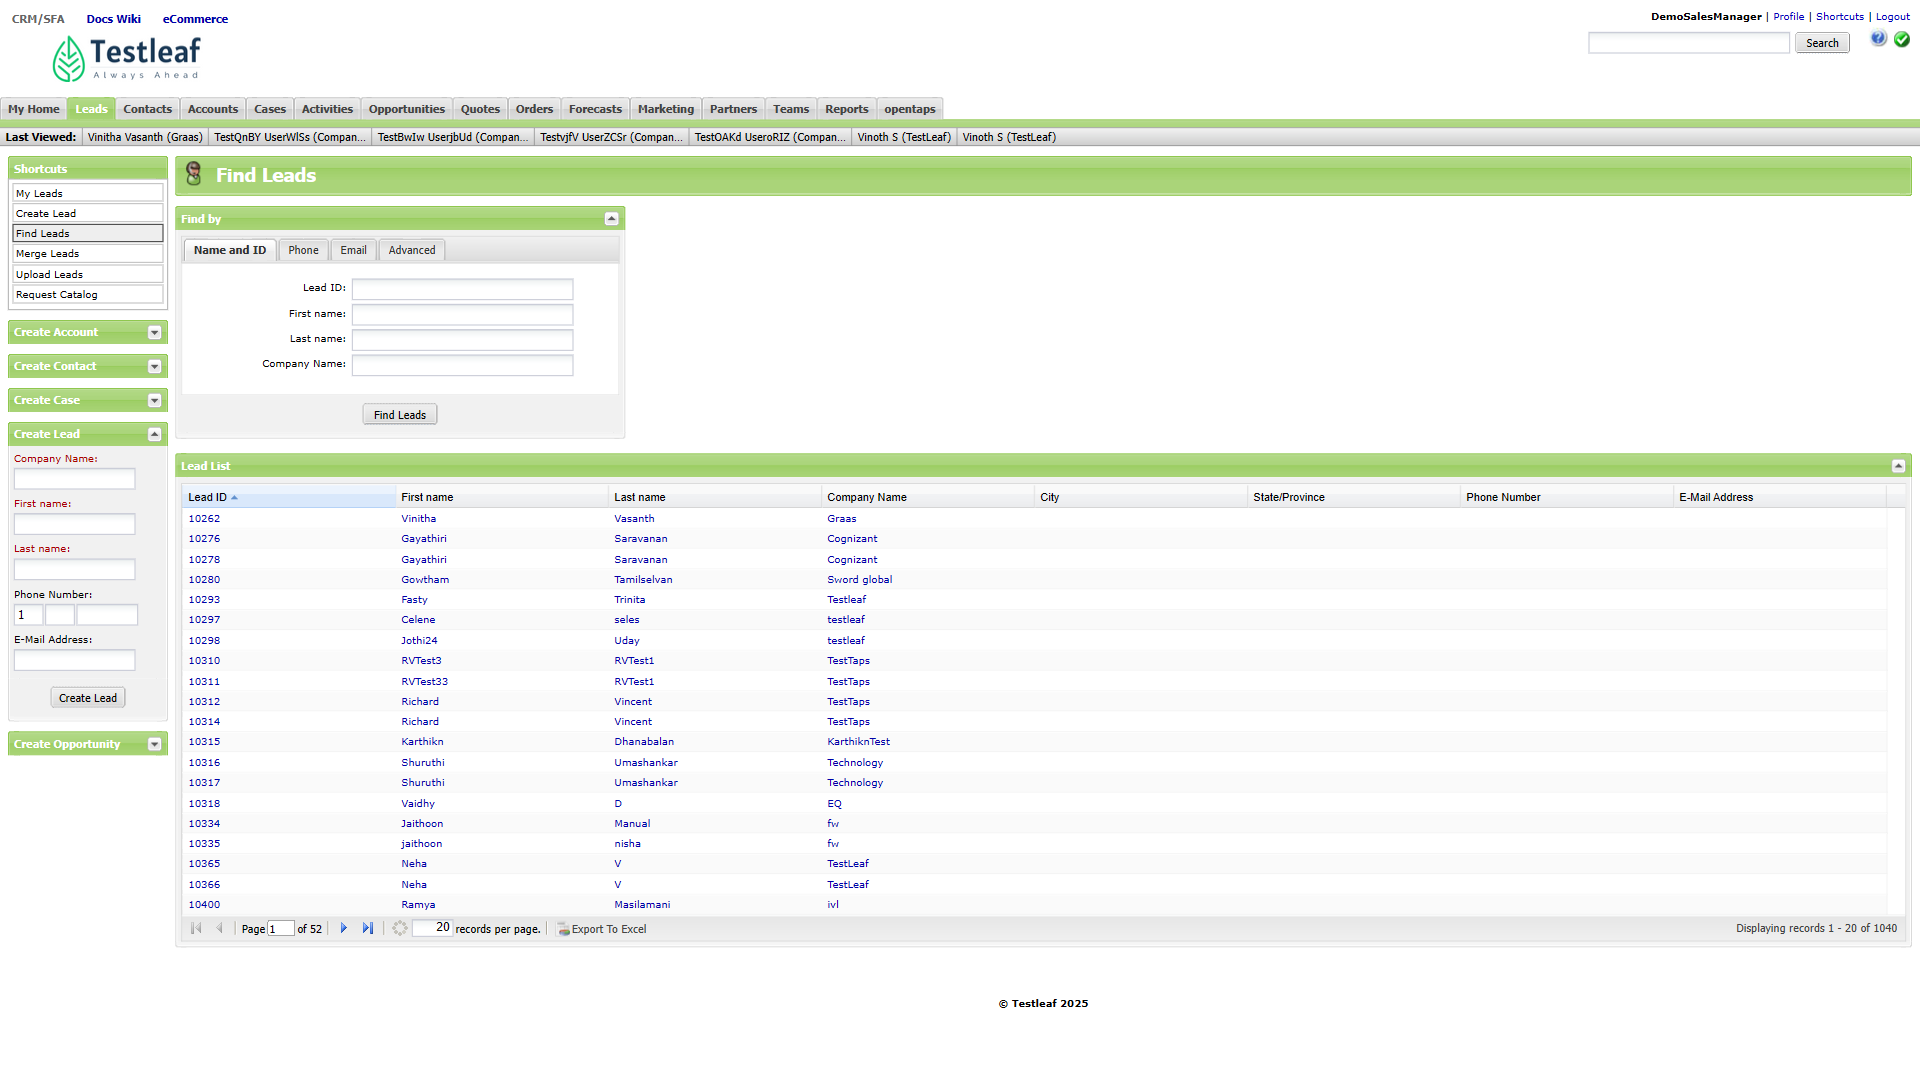 CRM/SFA Docs Wiki eCommerce
DemoSalesManager | Profile | Shortcuts | Logout
Testleaf
Always Ahead
Search
My Home Leads Contacts Accounts Cases Activities Opportunities Quotes Orders Forecasts Marketing Partners Teams Reports opentaps
Last Viewed: Vinitha Vasanth (Graas) TestQnBY UserWlSs (Compan... TestBwIw UserjbUd (Compan... TestvjfV UserZCSr (Compan... TestOAKd UseroRIZ (Compan... Vinoth S (TestLeaf) Vinoth S (TestLeaf)
Shortcuts
My Leads
Create Lead
Find Leads
Merge Leads
Upload Leads
Request Catalog
Create Account
Create Contact
Create Case
Create Lead
Company Name:
First name:
Last name:
Phone Number:
1
E-Mail Address:
Create Lead
Create Opportunity
Find Leads
Find by
Name and ID Phone Email Advanced
Lead ID:
First name:
Last name:
Company Name:
Find Leads
Lead List
Lead ID First name Last name Company Name City State/Province Phone Number E-Mail Address
10262 Vinitha Vasanth Graas
10276 Gayathiri Saravanan Cognizant
10278 Gayathiri Saravanan Cognizant
10280 Gowtham Tamilselvan Sword global
10293 Fasty Trinita Testleaf
10297 Celene seles testleaf
10298 Jothi24 Uday testleaf
10310 RVTest3 RVTest1 TestTaps
10311 RVTest33 RVTest1 TestTaps
10312 Richard Vincent TestTaps
10314 Richard Vincent TestTaps
10315 Karthikn Dhanabalan KarthiknTest
10316 Shuruthi Umashankar Technology
10317 Shuruthi Umashankar Technology
10318 Vaidhy D EQ
10334 Jaithoon Manual fw
10335 jaithoon nisha fw
10365 Neha V TestLeaf
10366 Neha V TestLeaf
10400 Ramya Masilamani ivl
Page 1 of 52 20 records per page. Export To Excel Displaying records 1 - 20 of 1040
© Testleaf 2025